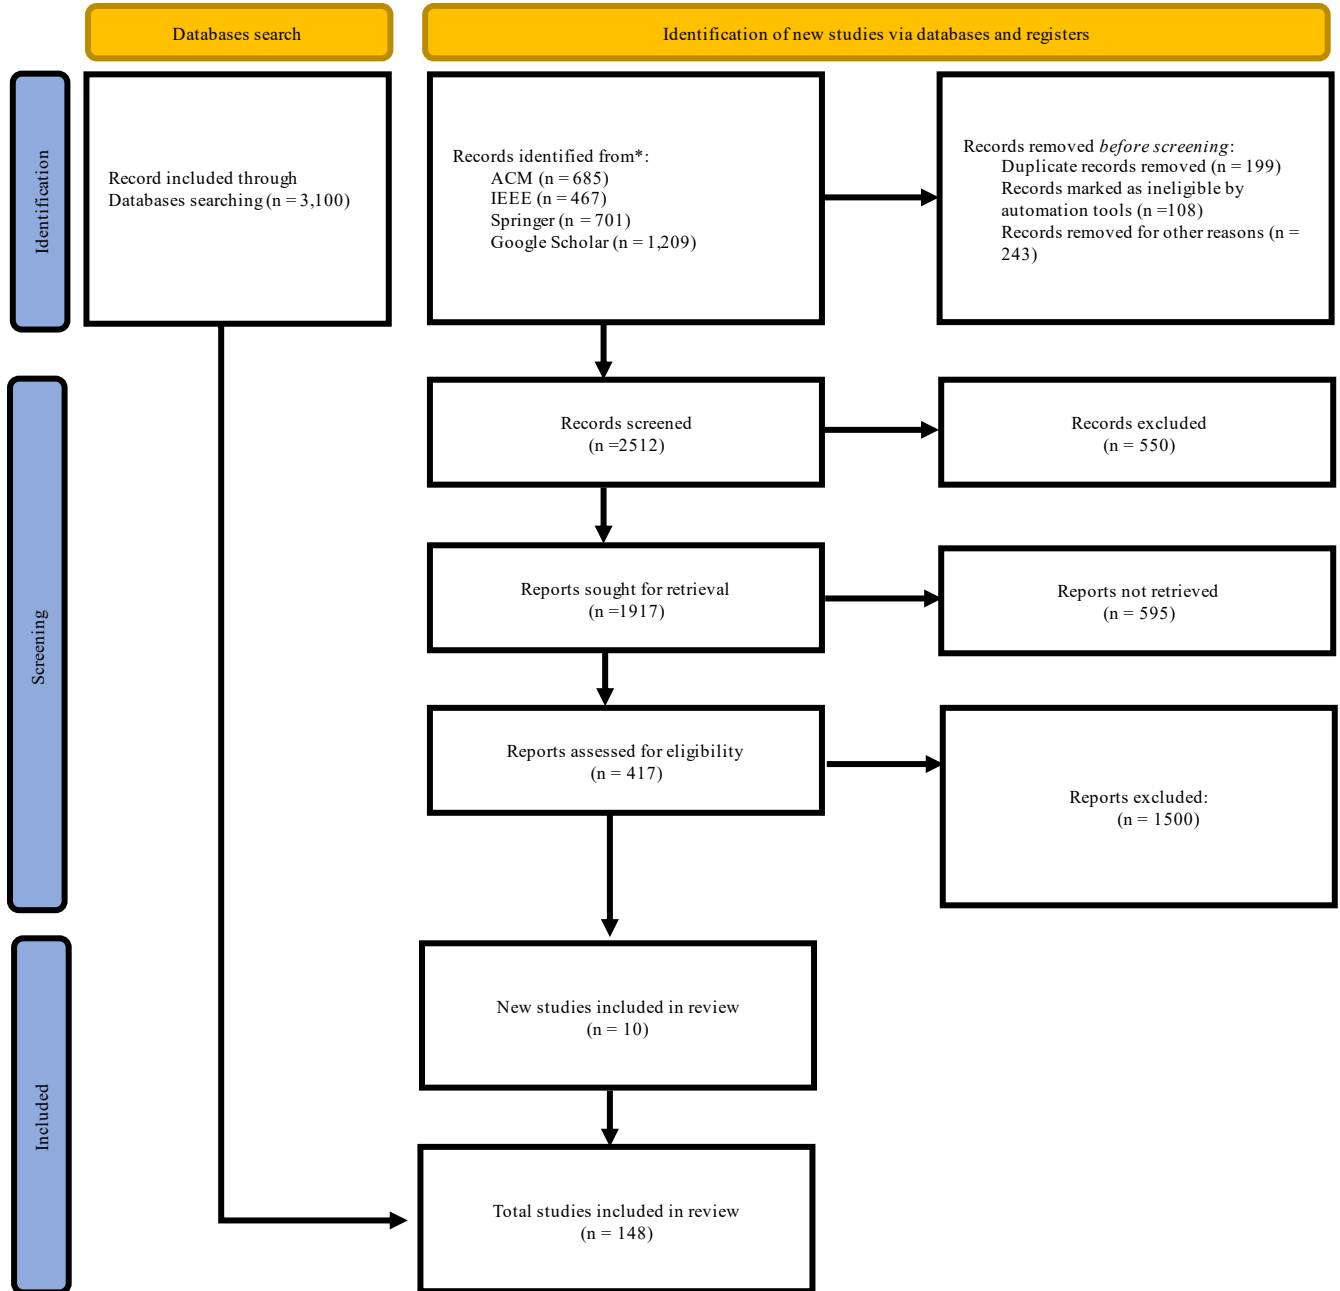 Databases search
Identification of new studies via databases and registers
Identification
Record included through
Databases searching (n = 3,100)
Records identified from*:
ACM (n = 685)
IEEE (n = 467)
Springer (n = 701)
Google Scholar (n = 1,209)
Records removed before screening:
Duplicate records removed (n = 199)
Records marked as ineligible by
automation tools (n =108)
Records removed for other reasons (n =
243)
Screening
Records screened
(n =2512)
Records excluded
(n = 550)
Reports sought for retrieval
(n =1917)
Reports not retrieved
(n = 595)
Reports assessed for eligibility
(n = 417)
Reports excluded:
(n = 1500)
Included
New studies included in review
(n = 10)
Total studies included in review
(n = 148)